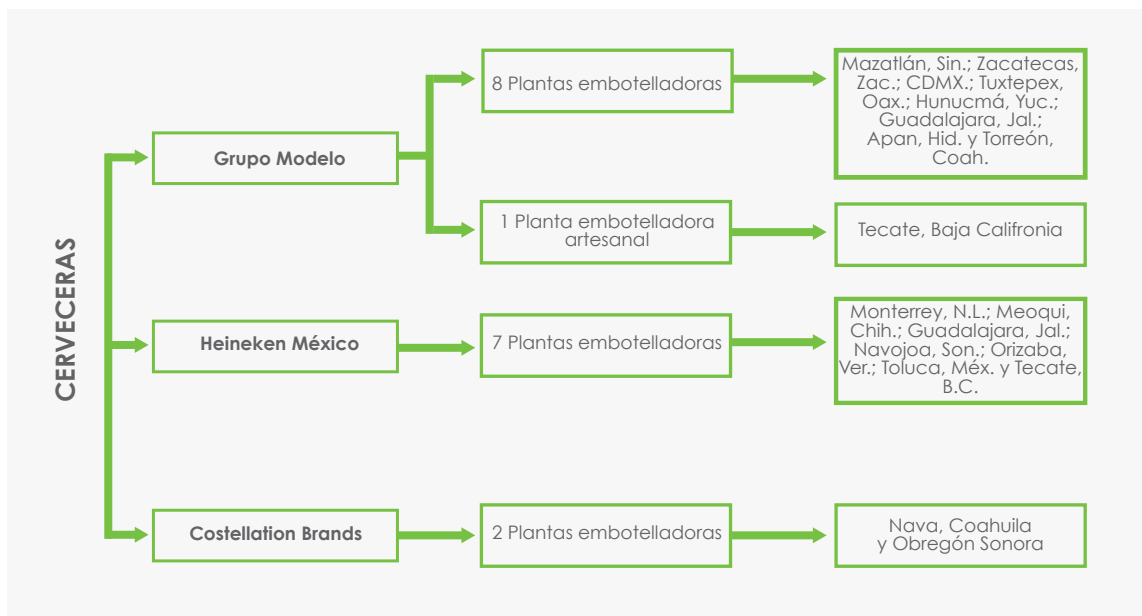 CERVECERAS
Grupo Modelo
8 Plantas embotelladoras
Mazatlán, Sin.; Zacatecas,
Zac.; CDMX.; Tuxtepex,
Oax.; Hunucmá, Yuc.;
Guadalajara, Jal.;
Apan, Hid. y Torreón,
Coah.
1 Planta embotelladora
artesanal
Tecate, Baja Califronia
Heineken México
7 Plantas embotelladoras
Monterrey, N.L.; Meoqui,
Chih.; Guadalajara, Jal.;
Navojoa, Son.; Orizaba,
Ver.; Toluca, Méx. y Tecate,
B.C.
Costellation Brands
2 Plantas embotelladoras
Nava, Coahuila
y Obregón Sonora